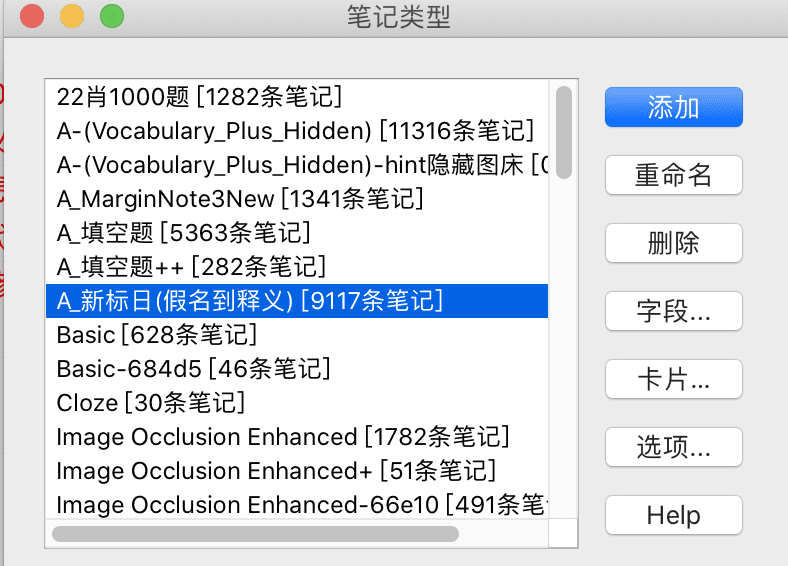 笔记类型
22肖1000题 [1282条笔记]
A-(Vocabulary_Plus_Hidden) [11316条笔记]
A-(Vocabulary_Plus_Hidden)-hint隐藏图床 [0
A_MarginNote3New [1341条笔记]
A_填空题 [5363条笔记]
A_填空题++ [282条笔记]
A_新标日(假名到释义) [9117条笔记]
Basic [628条笔记]
Basic-684d5 [46条笔记]
Cloze [30条笔记]
Image Occlusion Enhanced [1782条笔记]
Image Occlusion Enhanced+ [51条笔记]
Image Occlusion Enhanced-66e10 [491条笔
添加
重命名
删除
字段...
卡片...
选项...
Help